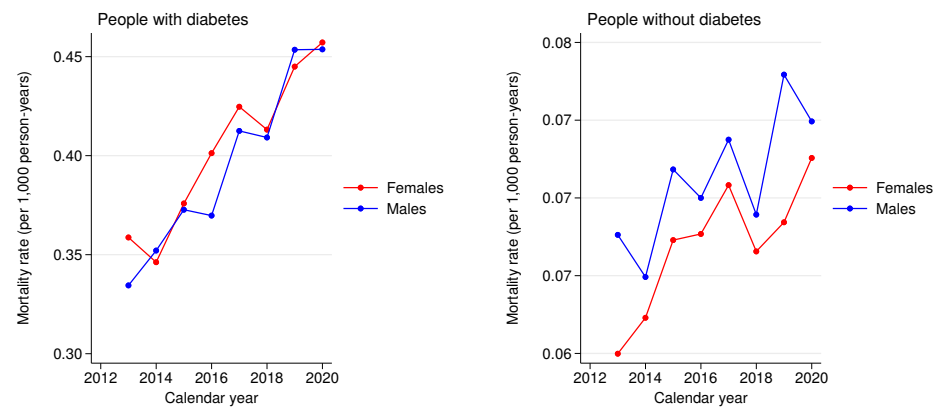 People with diabetes
Mortality rate (per 1,000 person-years)
0.45
0.40
0.35
0.30
2012 2014 2016 2018 2020
Calendar year
Females
Males
People without diabetes
Mortality rate (per 1,000 person-years)
0.08
0.07
0.07
0.07
0.06
2012 2014 2016 2018 2020
Calendar year
Females
Males